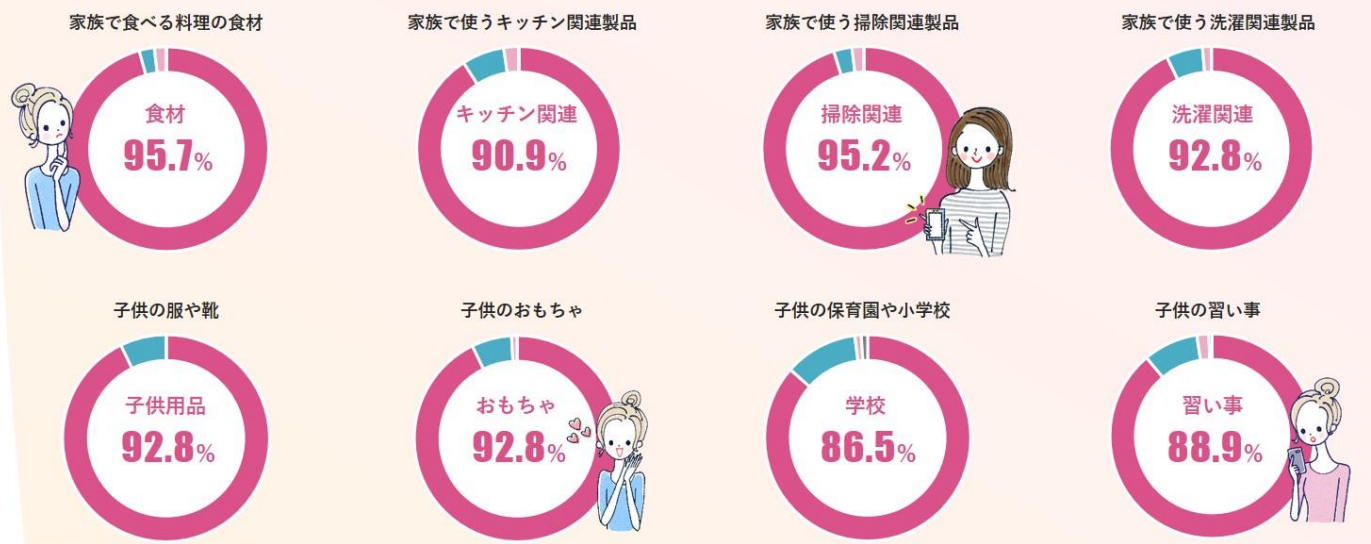 家族で食べる料理の食材
家族で使うキッチン関連製品
家族で使う掃除関連製品
家族で使う洗濯関連製品
食材
95.7%
キッチン関連
90.9%
掃除関連
95.2%
洗濯関連
92.8%
子供の服や靴
子供のおもちゃ
子供の保育園や小学校
子供の習い事
子供用品
92.8%
おもちゃ
92.8%
学校
86.5%
習い事
88.9%